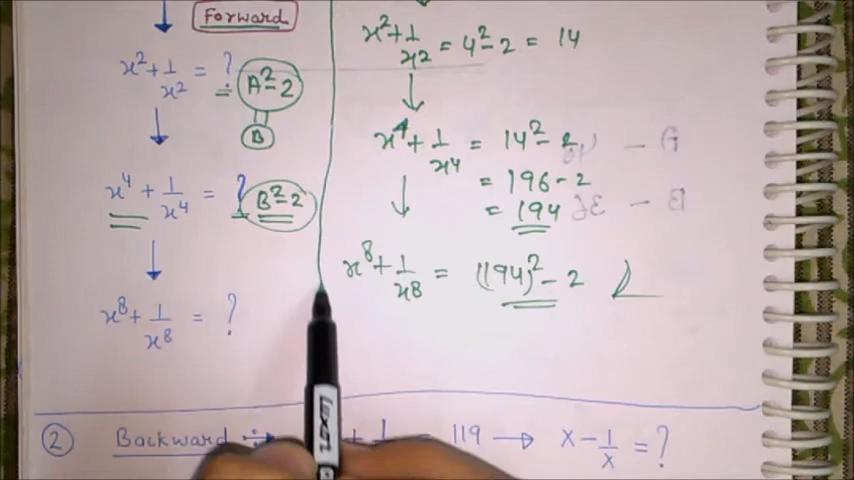 Forward
x² + 1/x² = ? A² - 2
B
x⁴ + 1/x⁴ = ? B² - 2
x⁸ + 1/x⁸ = ?
x² + 1/x² = 4² - 2 = 14
x⁴ + 1/x⁴ = 14² - 2
= 196 - 2
= 194
x⁸ + 1/x⁸ = (194)² - 2
② Backward ÷ + 1 = 119 → x - 1/x = ?
Luxor